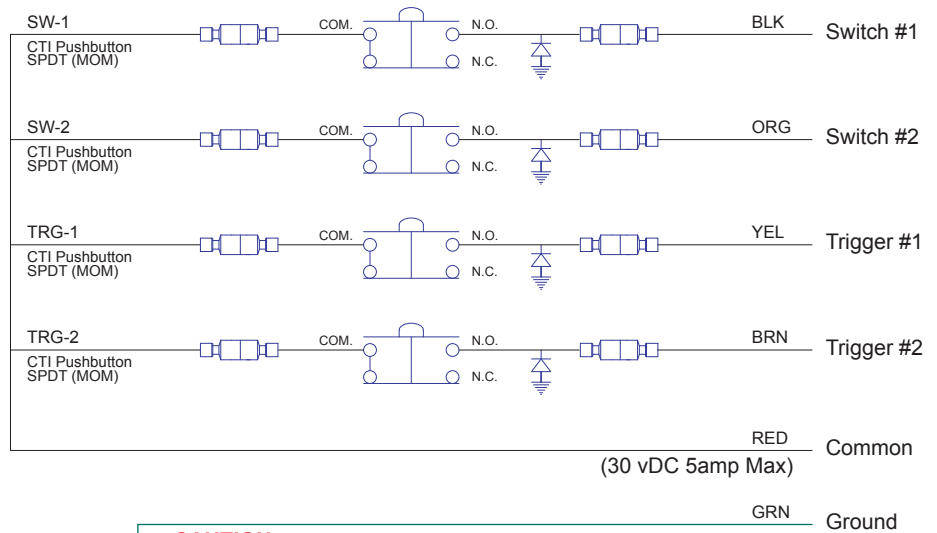 SW-1 COM. N.O. BLK Switch #1
CTI Pushbutton
SPDT (MOM)
N.C.
SW-2 COM. N.O. ORG Switch #2
CTI Pushbutton
SPDT (MOM)
N.C.
TRG-1 COM. N.O. YEL Trigger #1
CTI Pushbutton
SPDT (MOM)
N.C.
TRG-2 COM. N.O. BRN Trigger #2
CTI Pushbutton
SPDT (MOM)
N.C.
RED Common
(30 vDC 5amp Max)
GRN Ground
CAUTION